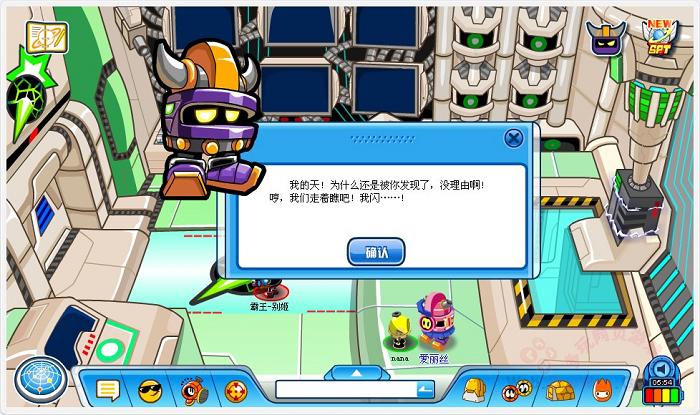 NEW
SPT
我的天！为什么还是被你发现了，没理由啊！
哼，我们走着瞧吧！我闪……！
确认
霸王-别姬
nana
爱丽丝
05:54